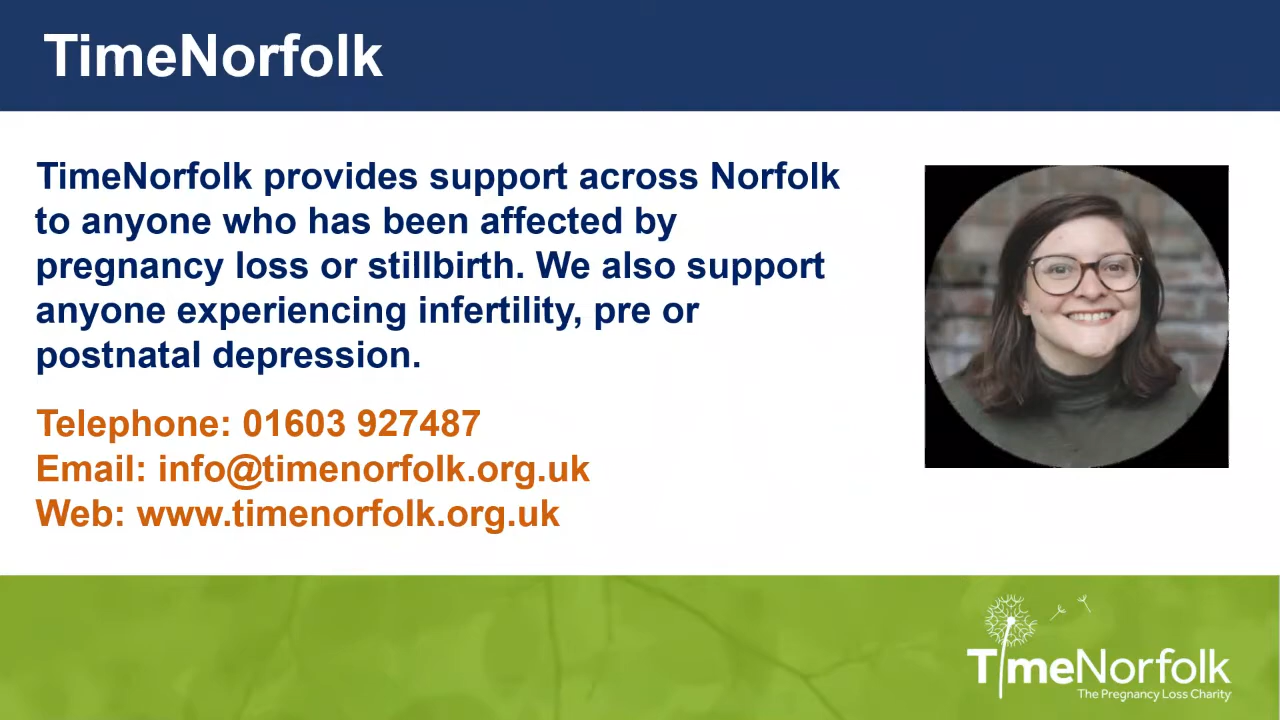 TimeNorfolk
TimeNorfolk provides support across Norfolk
to anyone who has been affected by
pregnancy loss or stillbirth. We also support
anyone experiencing infertility, pre or
postnatal depression.
Telephone: 01603 927487
Email: info@timenorfolk.org.uk
Web: www.timenorfolk.org.uk
TimeNorfolk
The Pregnancy Loss Charity